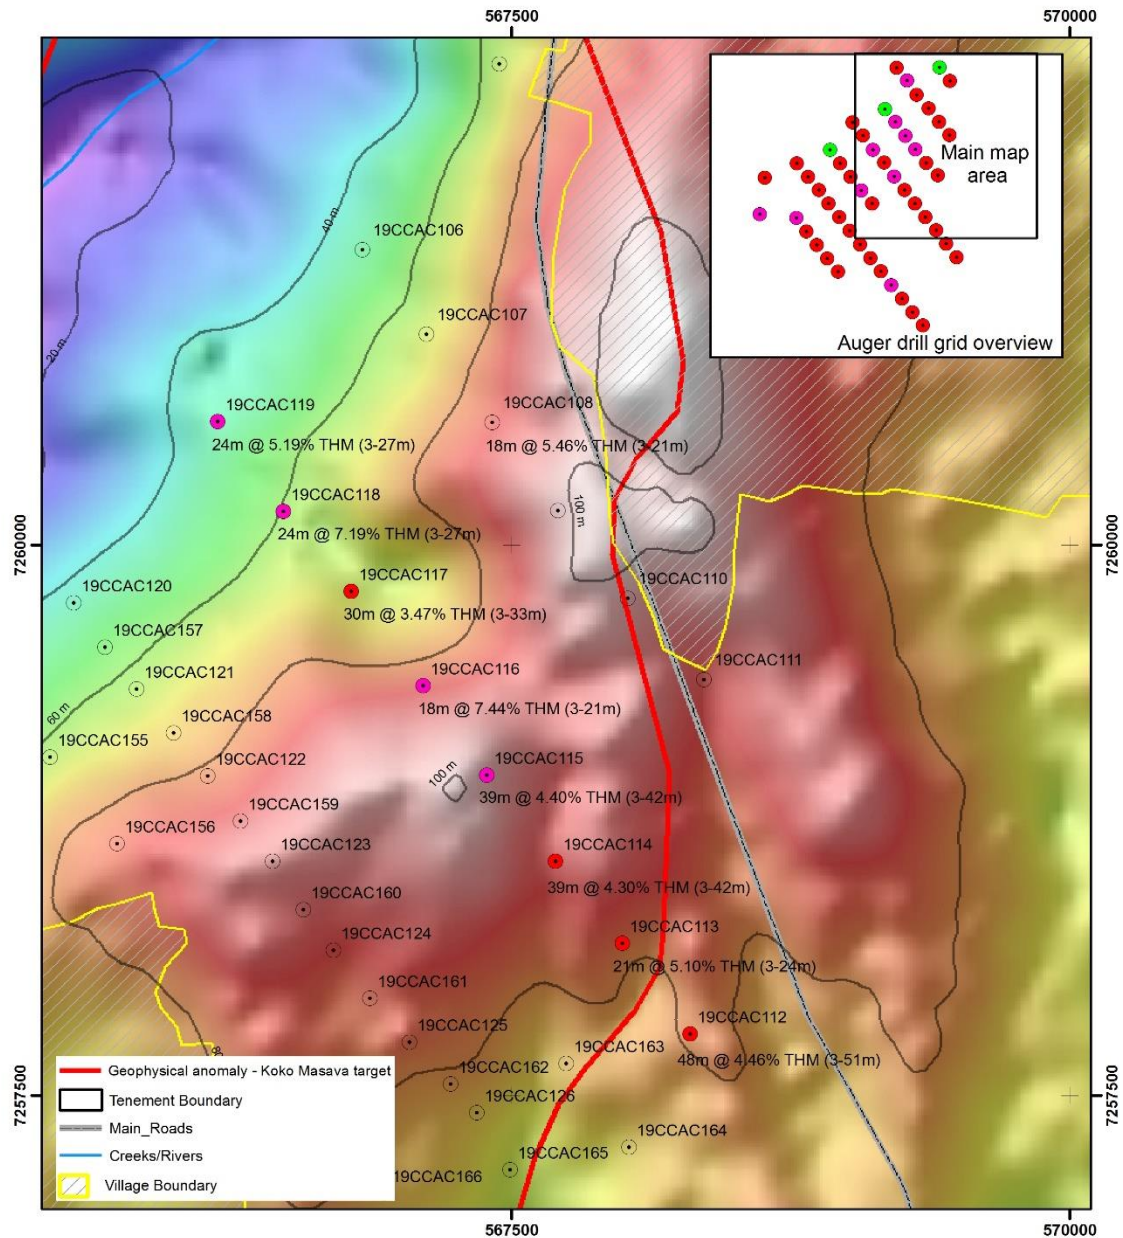 567500
570000
Main map
area
Auger drill grid overview
40 m
19CCAC106
19CCAC107
20 m
19CCAC119
24m @ 5.19% THM (3-27m)
19CCAC108
18m @ 5.46% THM (3-21m)
19CCAC118
24m @ 7.19% THM (3-27m)
100 m
7260000
7260000
19CCAC117
30m @ 3.47% THM (3-33m)
19CCAC110
19CCAC120
19CCAC157
19CCAC121
19CCAC116
18m @ 7.44% THM (3-21m)
19CCAC111
60 m
19CCAC158
19CCAC155
19CCAC122
100 m
19CCAC115
39m @ 4.40% THM (3-42m)
19CCAC159
19CCAC156
19CCAC123
19CCAC114
39m @ 4.30% THM (3-42m)
19CCAC160
19CCAC124
19CCAC113
21m @ 5.10% THM (3-24m)
19CCAC161
19CCAC125
19CCAC112
48m @ 4.46% THM (3-51m)
19CCAC163
19CCAC162
19CCAC126
19CCAC164
19CCAC165
19CCAC166
7257500
7257500
Geophysical anomaly - Koko Masava target
Tenement Boundary
Main_Roads
Creeks/Rivers
Village Boundary
567500
570000